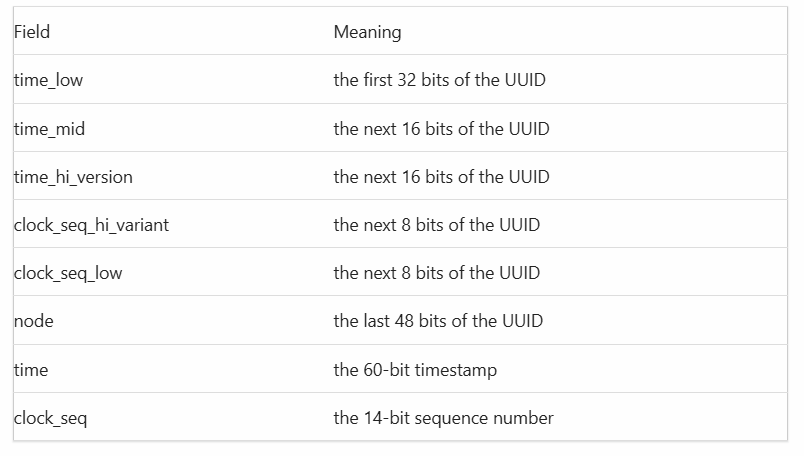 Field Meaning
time_low the first 32 bits of the UUID
time_mid the next 16 bits of the UUID
time_hi_version the next 16 bits of the UUID
clock_seq_hi_variant the next 8 bits of the UUID
clock_seq_low the next 8 bits of the UUID
node the last 48 bits of the UUID
time the 60-bit timestamp
clock_seq the 14-bit sequence number